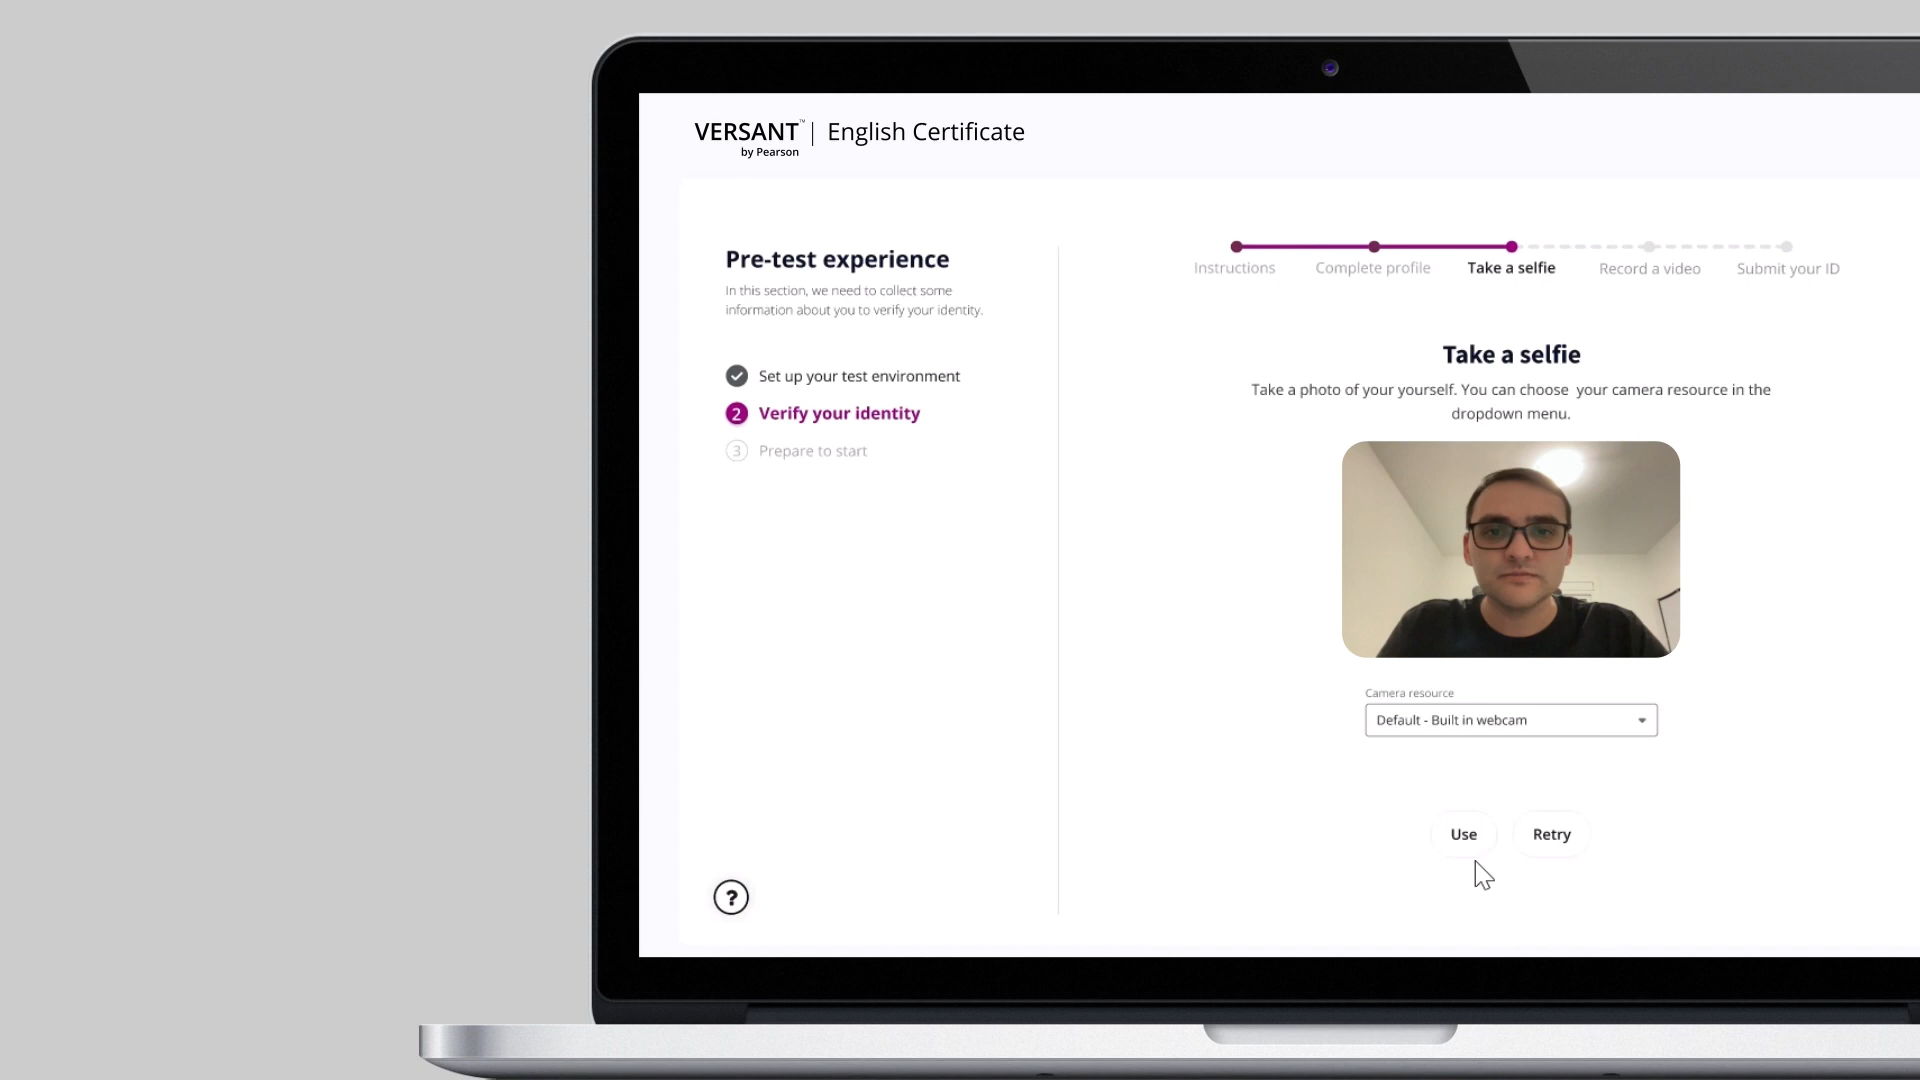 VERSANT™ | English Certificate
by Pearson
Pre-test experience
In this section, we need to collect some
information about you to verify your identity.
Set up your test environment
2 Verify your identity
3 Prepare to start
?
Instructions Complete profile Take a selfie Record a video Submit your ID
Take a selfie
Take a photo of your yourself. You can choose your camera resource in the
dropdown menu.
Camera resource
Default - Built in webcam
Use Retry